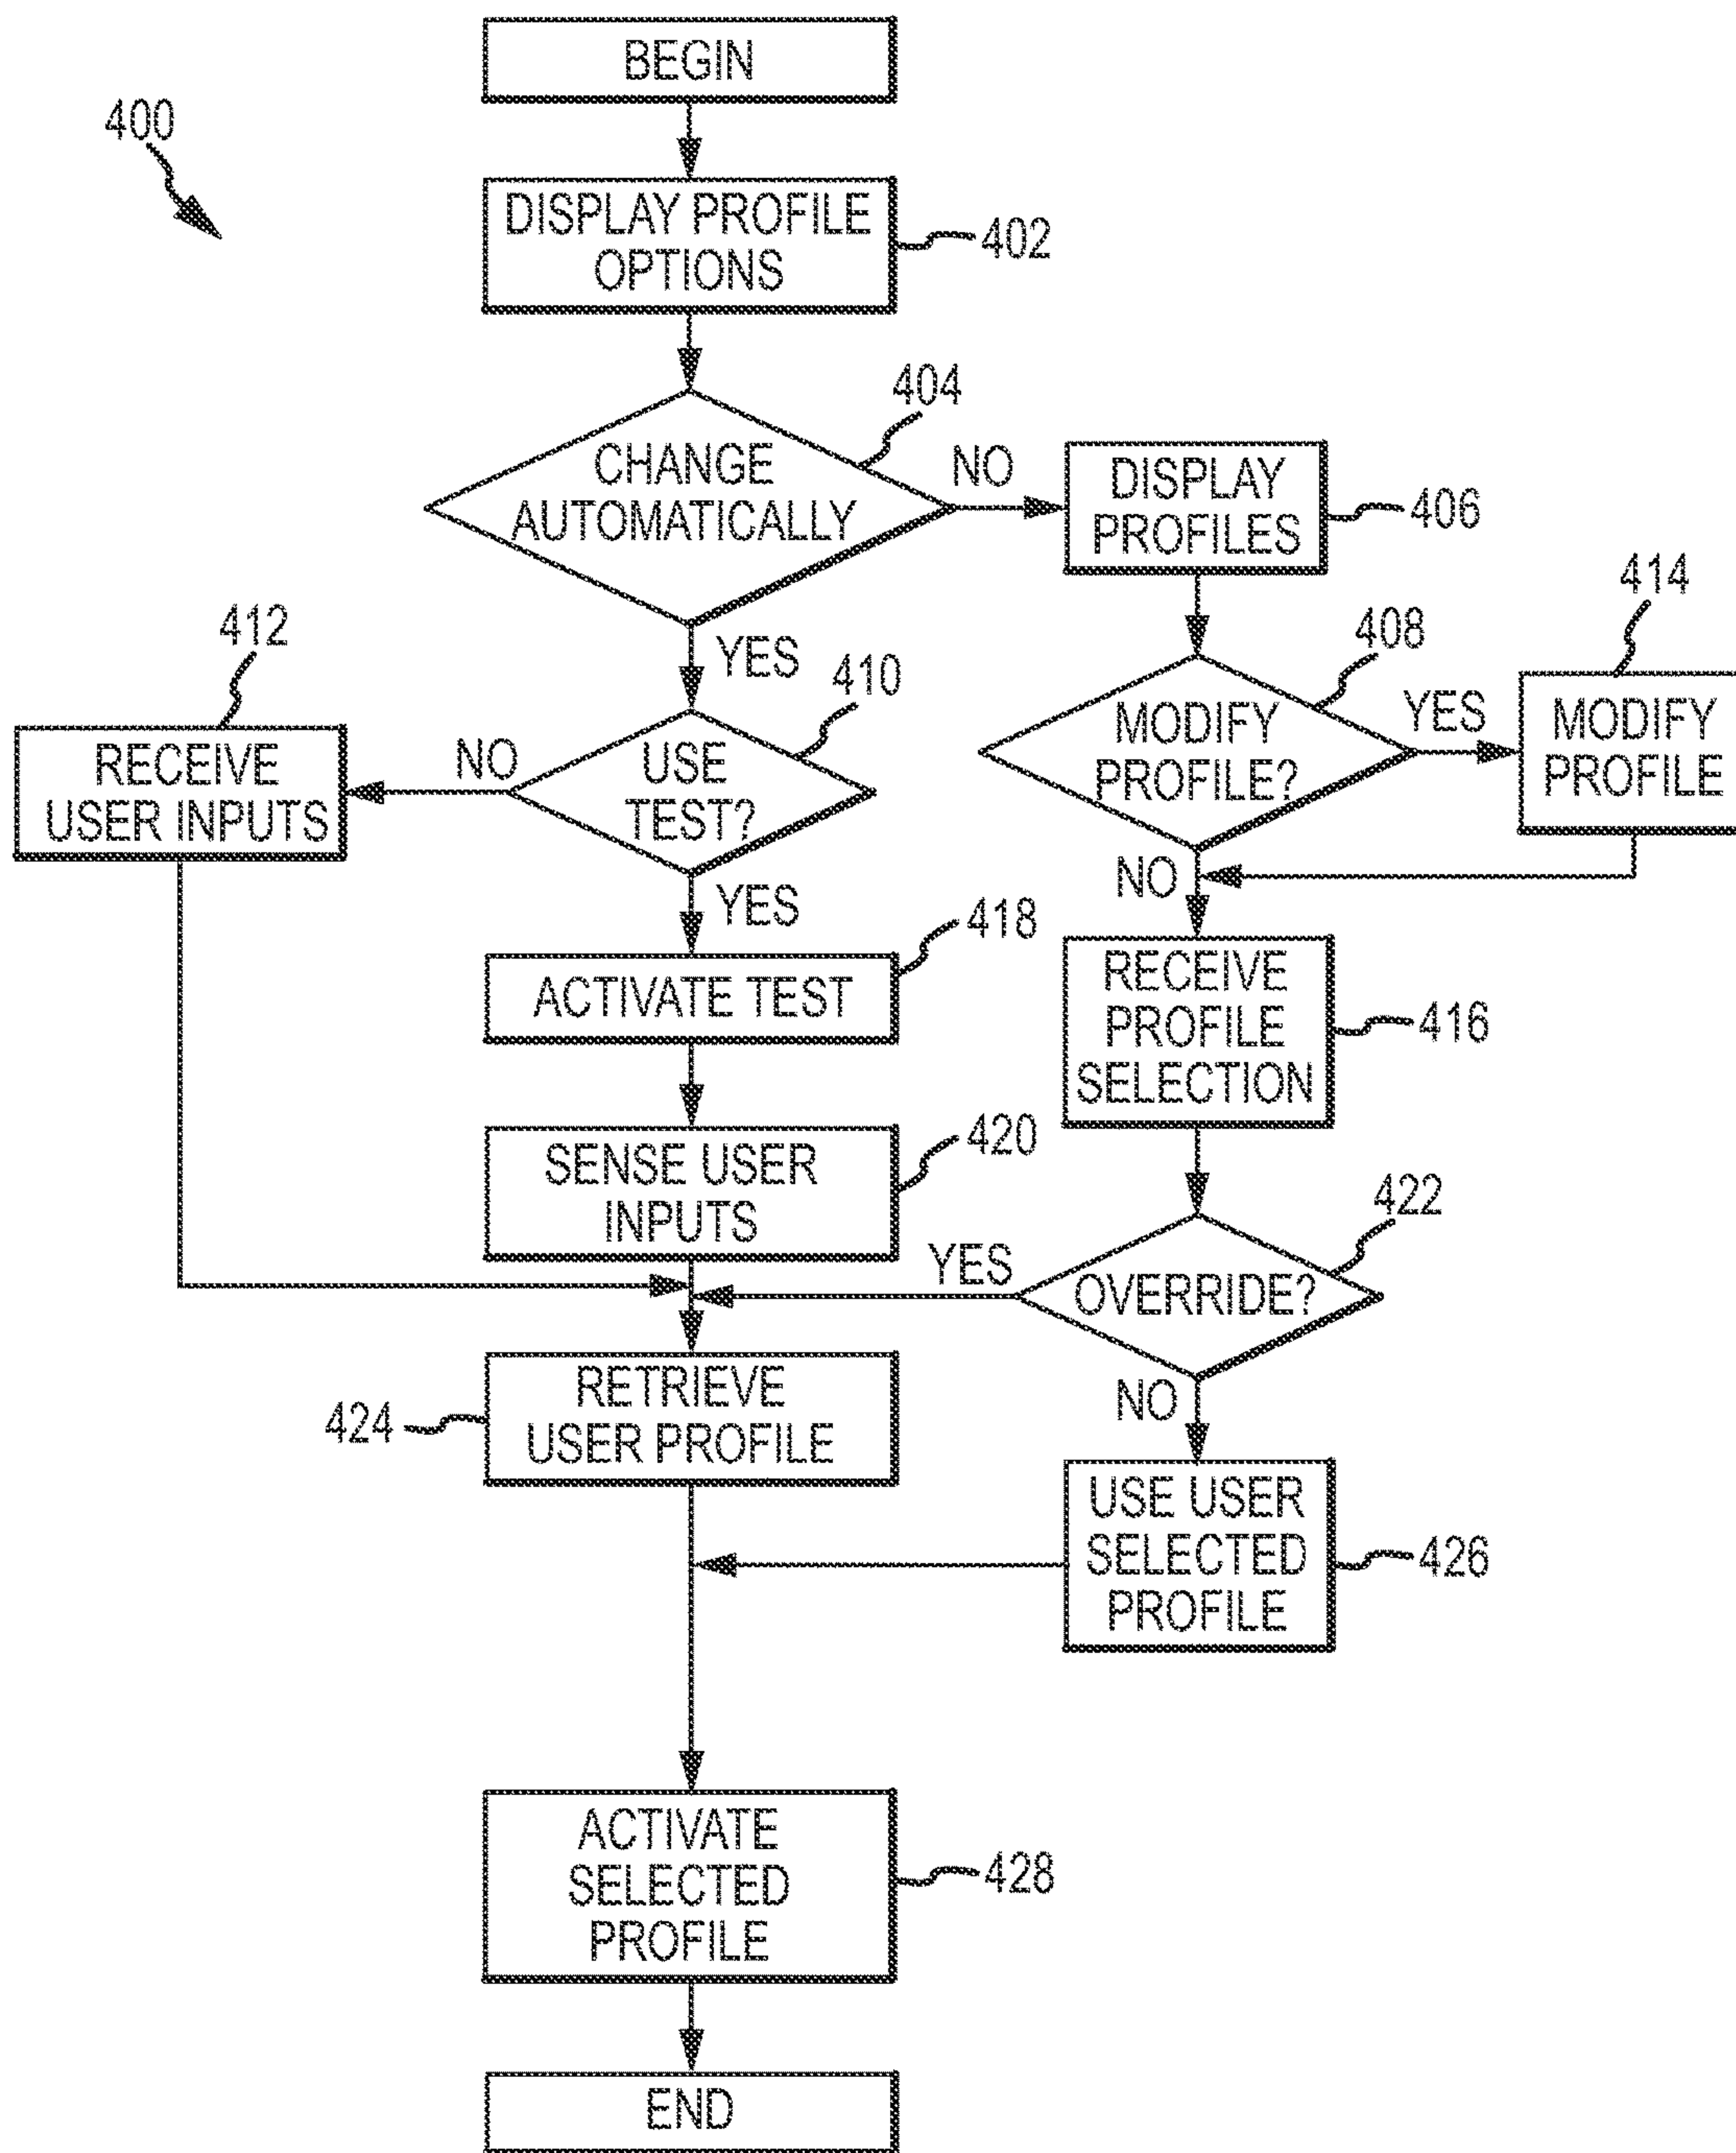 BEGIN
400
DISPLAY PROFILE
OPTIONS
402
404
CHANGE
AUTOMATICALLY
NO
DISPLAY
PROFILES
406
YES
412
410
408
414
RECEIVE
USER INPUTS
NO
USE
TEST?
MODIFY
PROFILE?
YES
MODIFY
PROFILE
YES
NO
418
ACTIVATE TEST
RECEIVE
PROFILE
SELECTION
416
SENSE USER
INPUTS
420
422
YES
OVERRIDE?
RETRIEVE
USER PROFILE
424
NO
USE USER
SELECTED
PROFILE
426
ACTIVATE
SELECTED
PROFILE
428
END